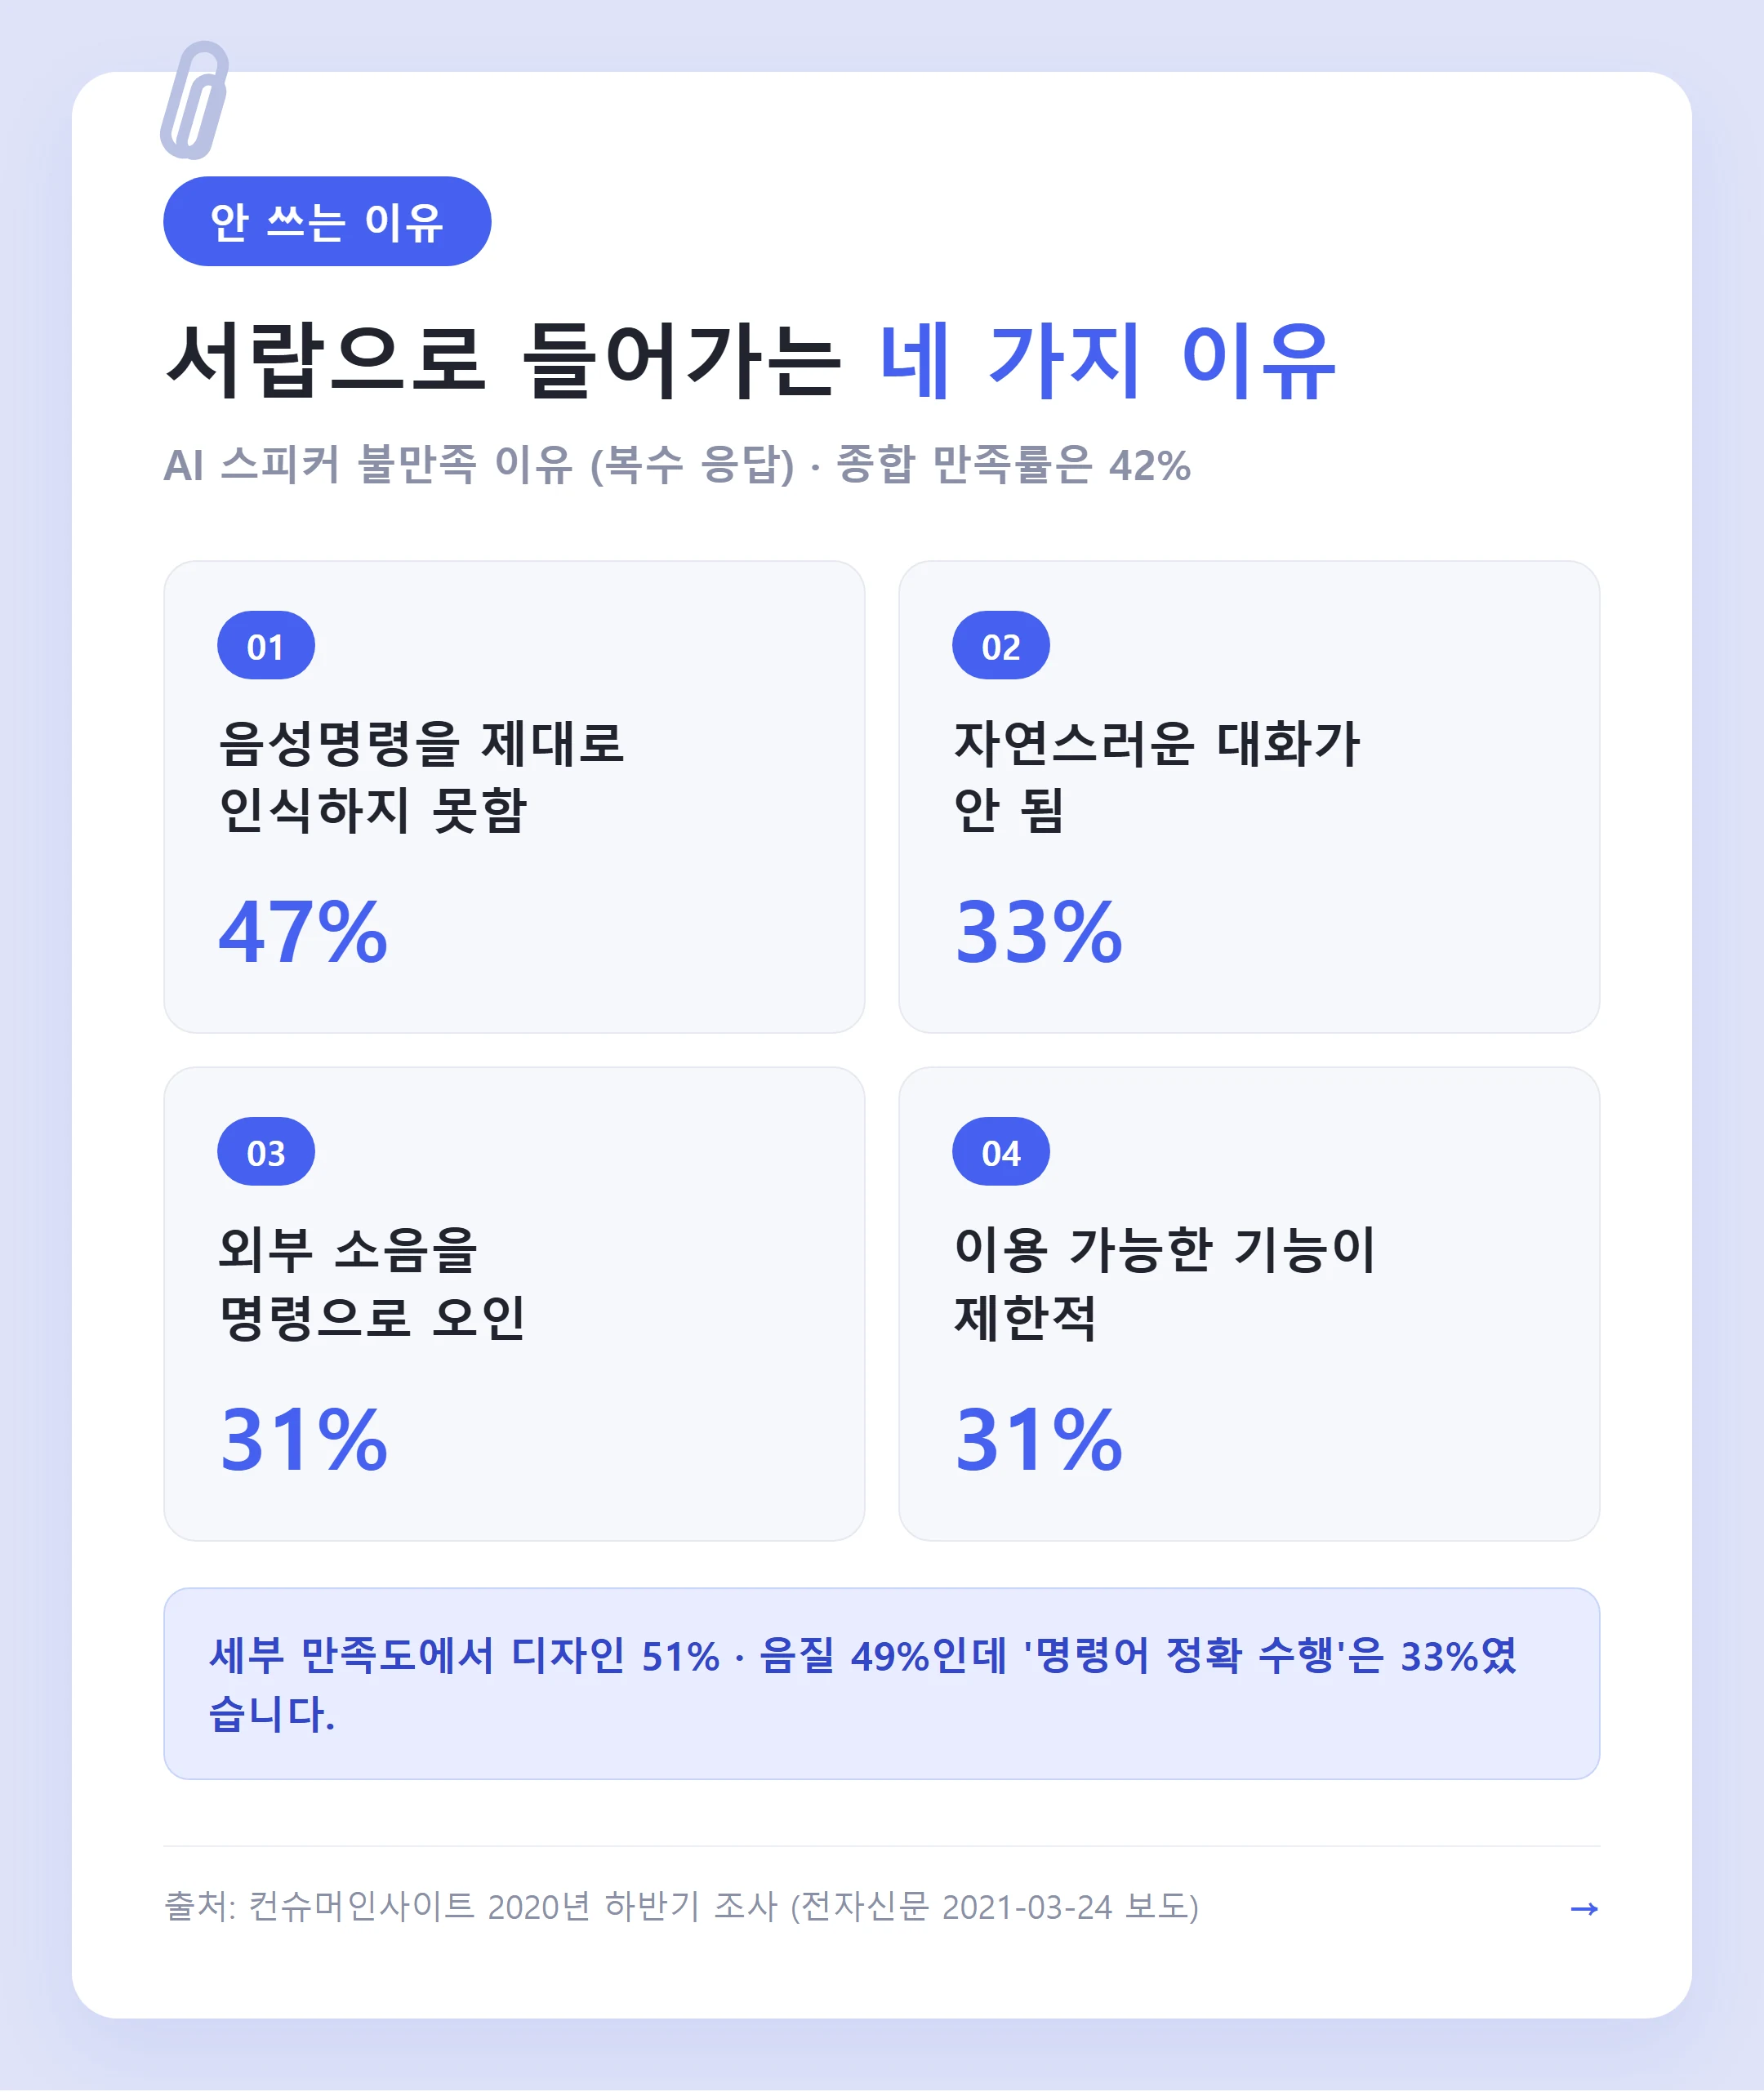 안 쓰는 이유
서랍으로 들어가는 네 가지 이유
AI 스피커 불만족 이유 (복수 응답) · 종합 만족률은 42%
01
음성명령을 제대로
인식하지 못함
47%
02
자연스러운 대화가
안 됨
33%
03
외부 소음을
명령으로 오인
31%
04
이용 가능한 기능이
제한적
31%
세부 만족도에서 디자인 51% · 음질 49%인데 '명령어 정확 수행'은 33%였
습니다.
출처: 컨슈머인사이트 2020년 하반기 조사 (전자신문 2021-03-24 보도)
→